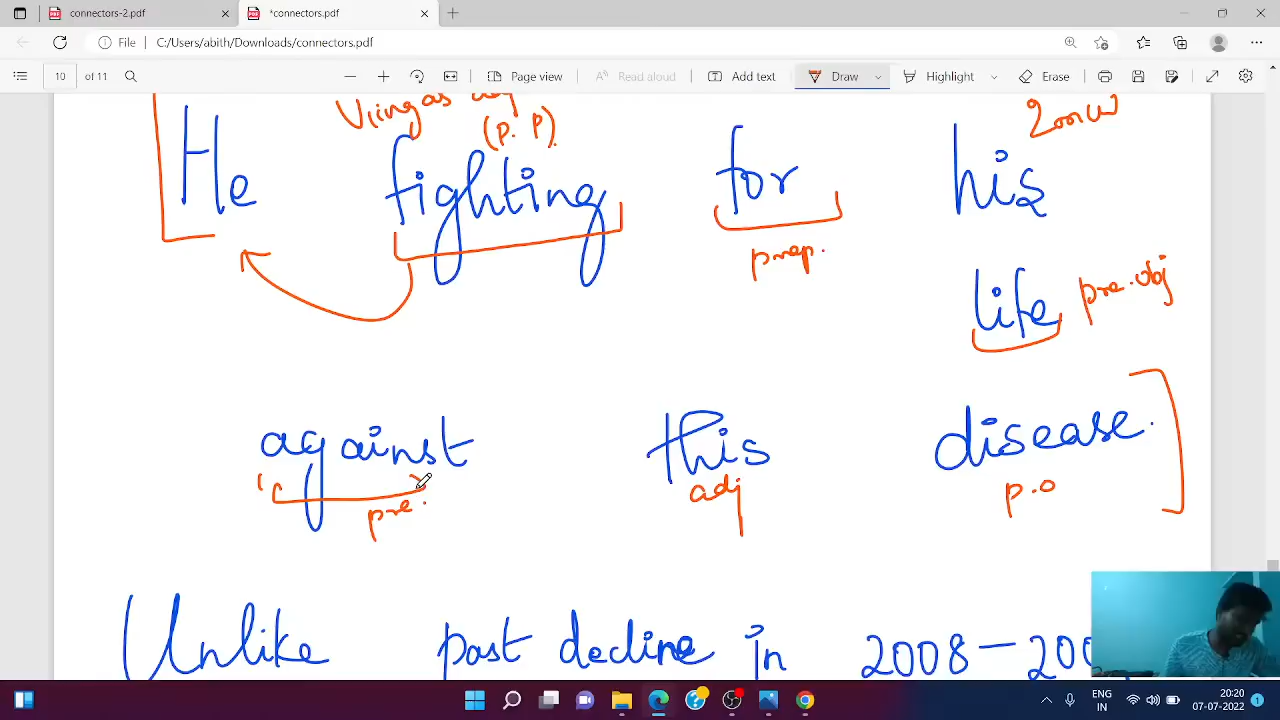 connectors-2.pdf
*connectors.pdf
File C:/Users/abith/Downloads/connectors.pdf
10 of 11
Page view
Read aloud
Add text
Draw
Highlight
Erase
(p. p)
He fighting for his
prep.
life pre.obj
against this disease.
pre. adj p.o
Unlike past decline in 2008-200
ENG
IN
20:20
07-07-2022
1